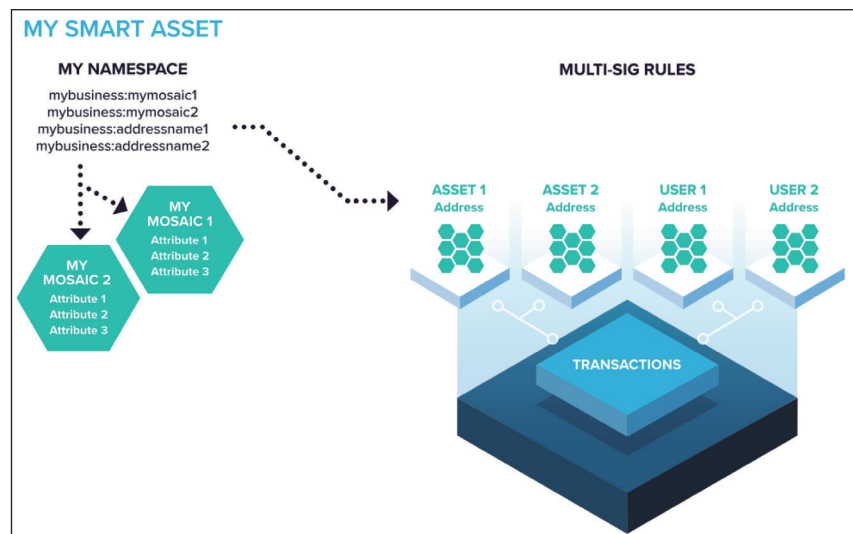 MY SMART ASSET
MY NAMESPACE
mybusiness:mymosaic1
mybusiness:mymosaic2
mybusiness:addressname1
mybusiness:addressname2
MY
MOSAIC 1
Attribute 1
Attribute 2
Attribute 3
MY
MOSAIC 2
Attribute 1
Attribute 2
Attribute 3
MULTI-SIG RULES
ASSET 1
Address
ASSET 2
Address
USER 1
Address
USER 2
Address
TRANSACTIONS